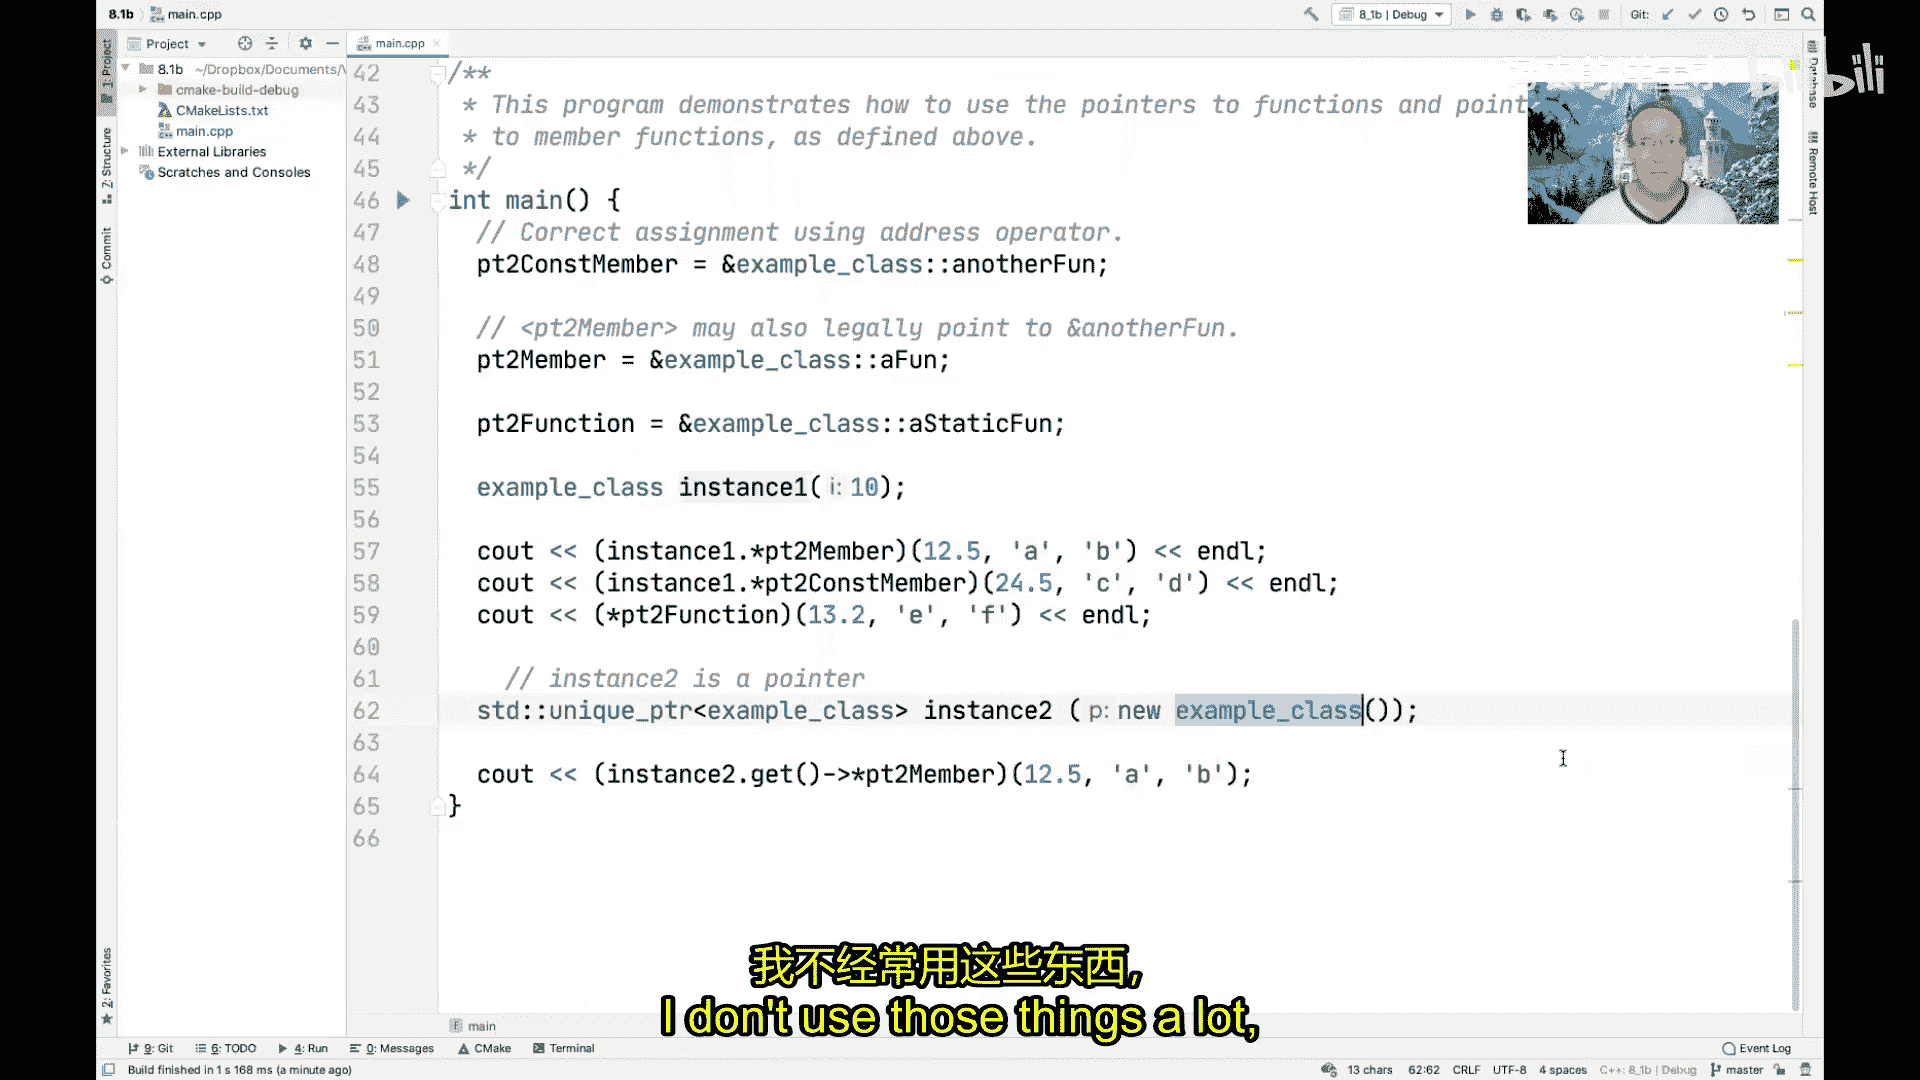 8.1b main.cpp 8_1b | Debug Git:
Project main.cpp
1: Project
8.1b ~/Dropbox/Documents/V
cmake-build-debug
CMakeLists.txt
main.cpp
External Libraries
Scratches and Consoles
Z: Structure
Commit
2: Favorites
Database
Remote Host
bilibili
42 /**
43 * This program demonstrates how to use the pointers to functions and point
44 * to member functions, as defined above.
45 */
46 int main() {
47 // Correct assignment using address operator.
48 pt2ConstMember = &example_class::anotherFun;
49
50 // <pt2Member> may also legally point to &anotherFun.
51 pt2Member = &example_class::aFun;
52
53 pt2Function = &example_class::aStaticFun;
54
55 example_class instance1( i: 10);
56
57 cout << (instance1.*pt2Member)(12.5, 'a', 'b') << endl;
58 cout << (instance1.*pt2ConstMember)(24.5, 'c', 'd') << endl;
59 cout << (*pt2Function)(13.2, 'e', 'f') << endl;
60
61 // instance2 is a pointer
62 std::unique_ptr<example_class> instance2 ( p: new example_class());
63
64 cout << (instance2.get()->*pt2Member)(12.5, 'a', 'b');
65 }
66
我不经常用这些东西,
I don't use those things a lot,
main
9: Git 6: TODO 4: Run 0: Messages CMake Terminal Event Log
Build finished in 1 s 168 ms (a minute ago) 13 chars 62:62 CRLF UTF-8 4 spaces C++: 8_1b | Debug master